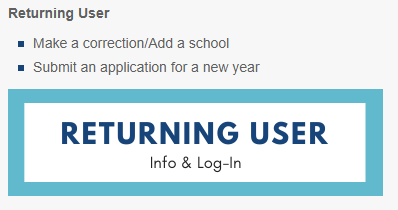 Returning User
Make a correction/Add a school
Submit an application for a new year
RETURNING USER
Info & Log-In